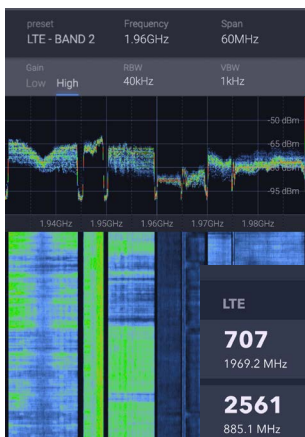 preset Frequency Span
LTE - BAND 2 1.96GHz 60MHz
Gain RBW VBW
Low High 40kHz 1kHz
-50 dBm
-65 dBm
-95 dBm
1.94GHz 1.95GHz 1.96GHz 1.97GHz 1.98GHz
LTE
707
1969.2 MHz
2561
885.1 MHz